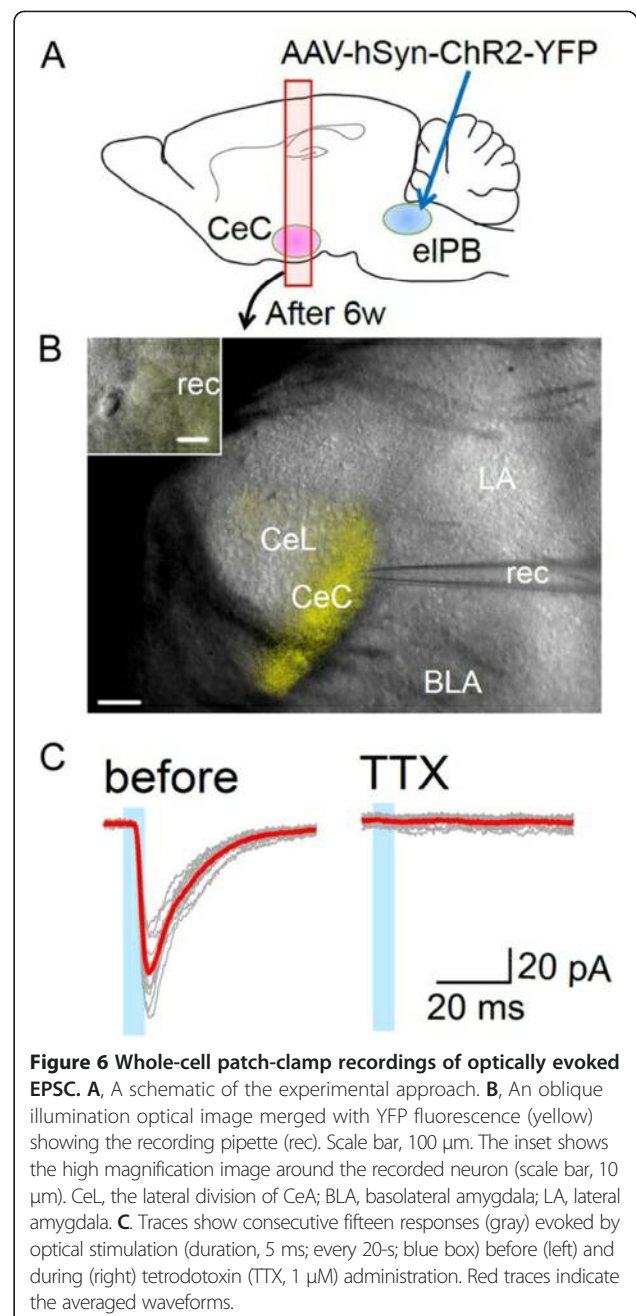 A
AAV-hSyn-ChR2-YFP
CeC
elPB
After 6w
B
rec
LA
CeL
rec
CeC
BLA
C
before
TTX
20 pA
20 ms
Figure 6 Whole-cell patch-clamp recordings of optically evoked
EPSC. A, A schematic of the experimental approach. B, An oblique
illumination optical image merged with YFP fluorescence (yellow)
showing the recording pipette (rec). Scale bar, 100 μm. The inset shows
the high magnification image around the recorded neuron (scale bar, 10
μm). CeL, the lateral division of CeA; BLA, basolateral amygdala; LA, lateral
amygdala. C. Traces show consecutive fifteen responses (gray) evoked by
optical stimulation (duration, 5 ms; every 20-s; blue box) before (left) and
during (right) tetrodotoxin (TTX, 1 μM) administration. Red traces indicate
the averaged waveforms.